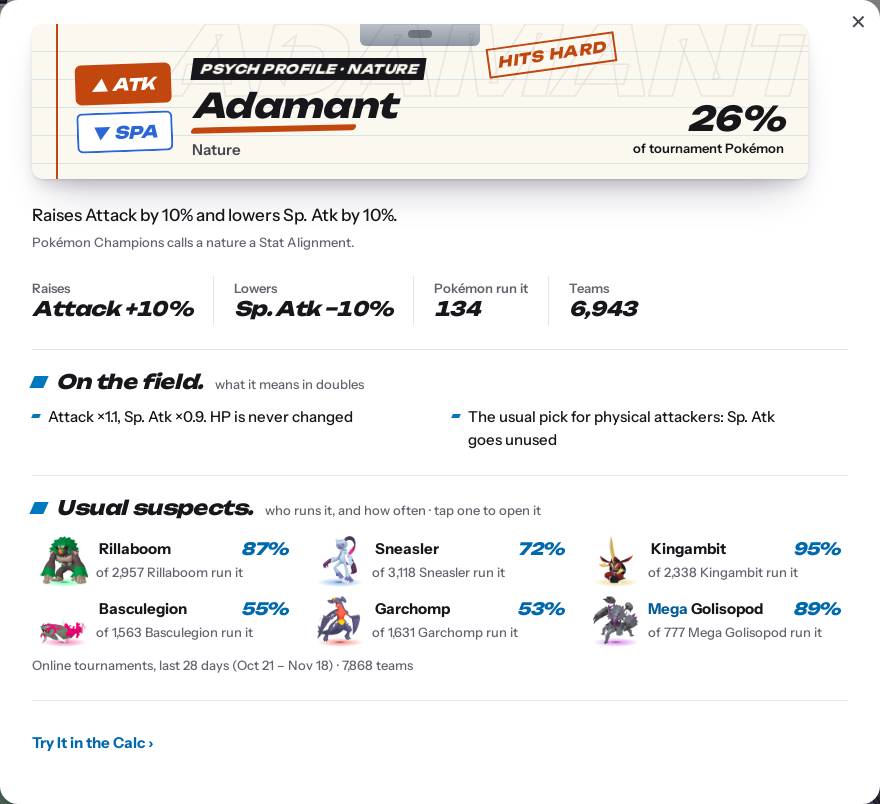 ADAMANT
HITS HARD
▲ ATK
PSYCH PROFILE · NATURE
Adamant
▼ SPA
Nature
26%
of tournament Pokémon
Raises Attack by 10% and lowers Sp. Atk by 10%.
Pokémon Champions calls a nature a Stat Alignment.
Raises
Attack +10%
Lowers
Sp. Atk −10%
Pokémon run it
134
Teams
6,943
On the field. what it means in doubles
Attack ×1.1, Sp. Atk ×0.9. HP is never changed
The usual pick for physical attackers: Sp. Atk
goes unused
Usual suspects. who runs it, and how often · tap one to open it
Rillaboom 87%
of 2,957 Rillaboom run it
Sneasler 72%
of 3,118 Sneasler run it
Kingambit 95%
of 2,338 Kingambit run it
Basculegion 55%
of 1,563 Basculegion run it
Garchomp 53%
of 1,631 Garchomp run it
Mega Golisopod 89%
of 777 Mega Golisopod run it
Online tournaments, last 28 days (Oct 21 – Nov 18) · 7,868 teams
Try It in the Calc ›